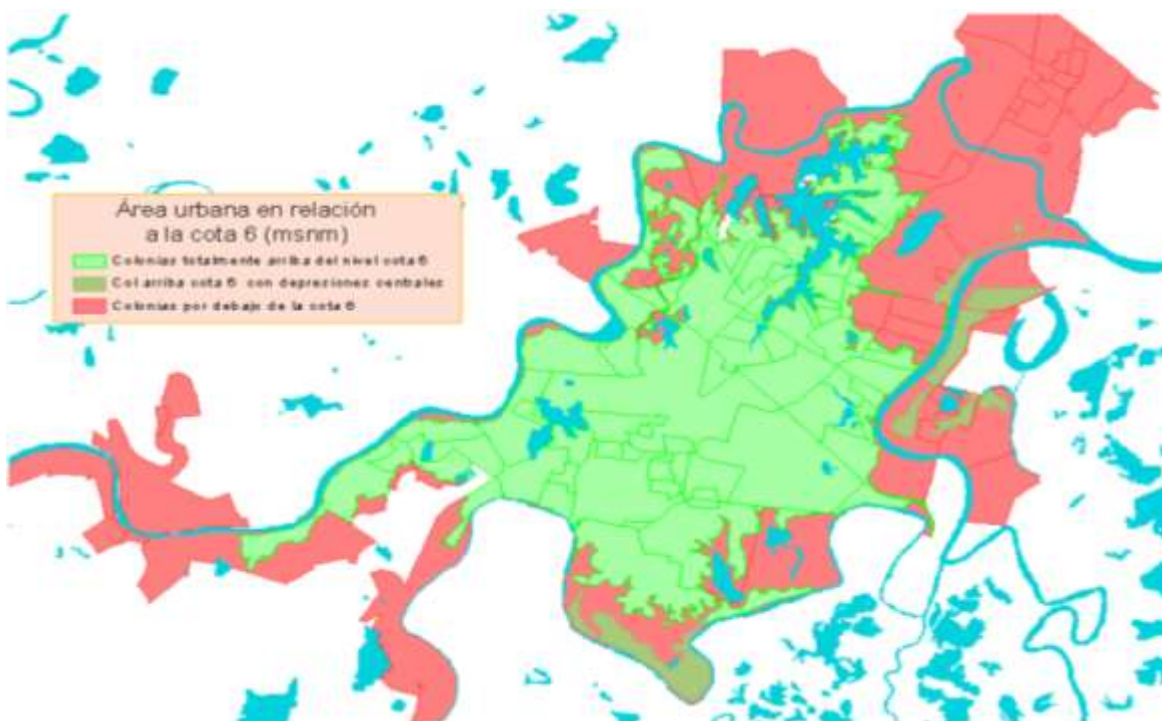 Área urbana en relación
a la cota 6 (msnm)
Colonias totalmente arriba del nivel cota 6
Col arriba cota 6 con depresiones centrales
Colonias por debajo de la cota 6